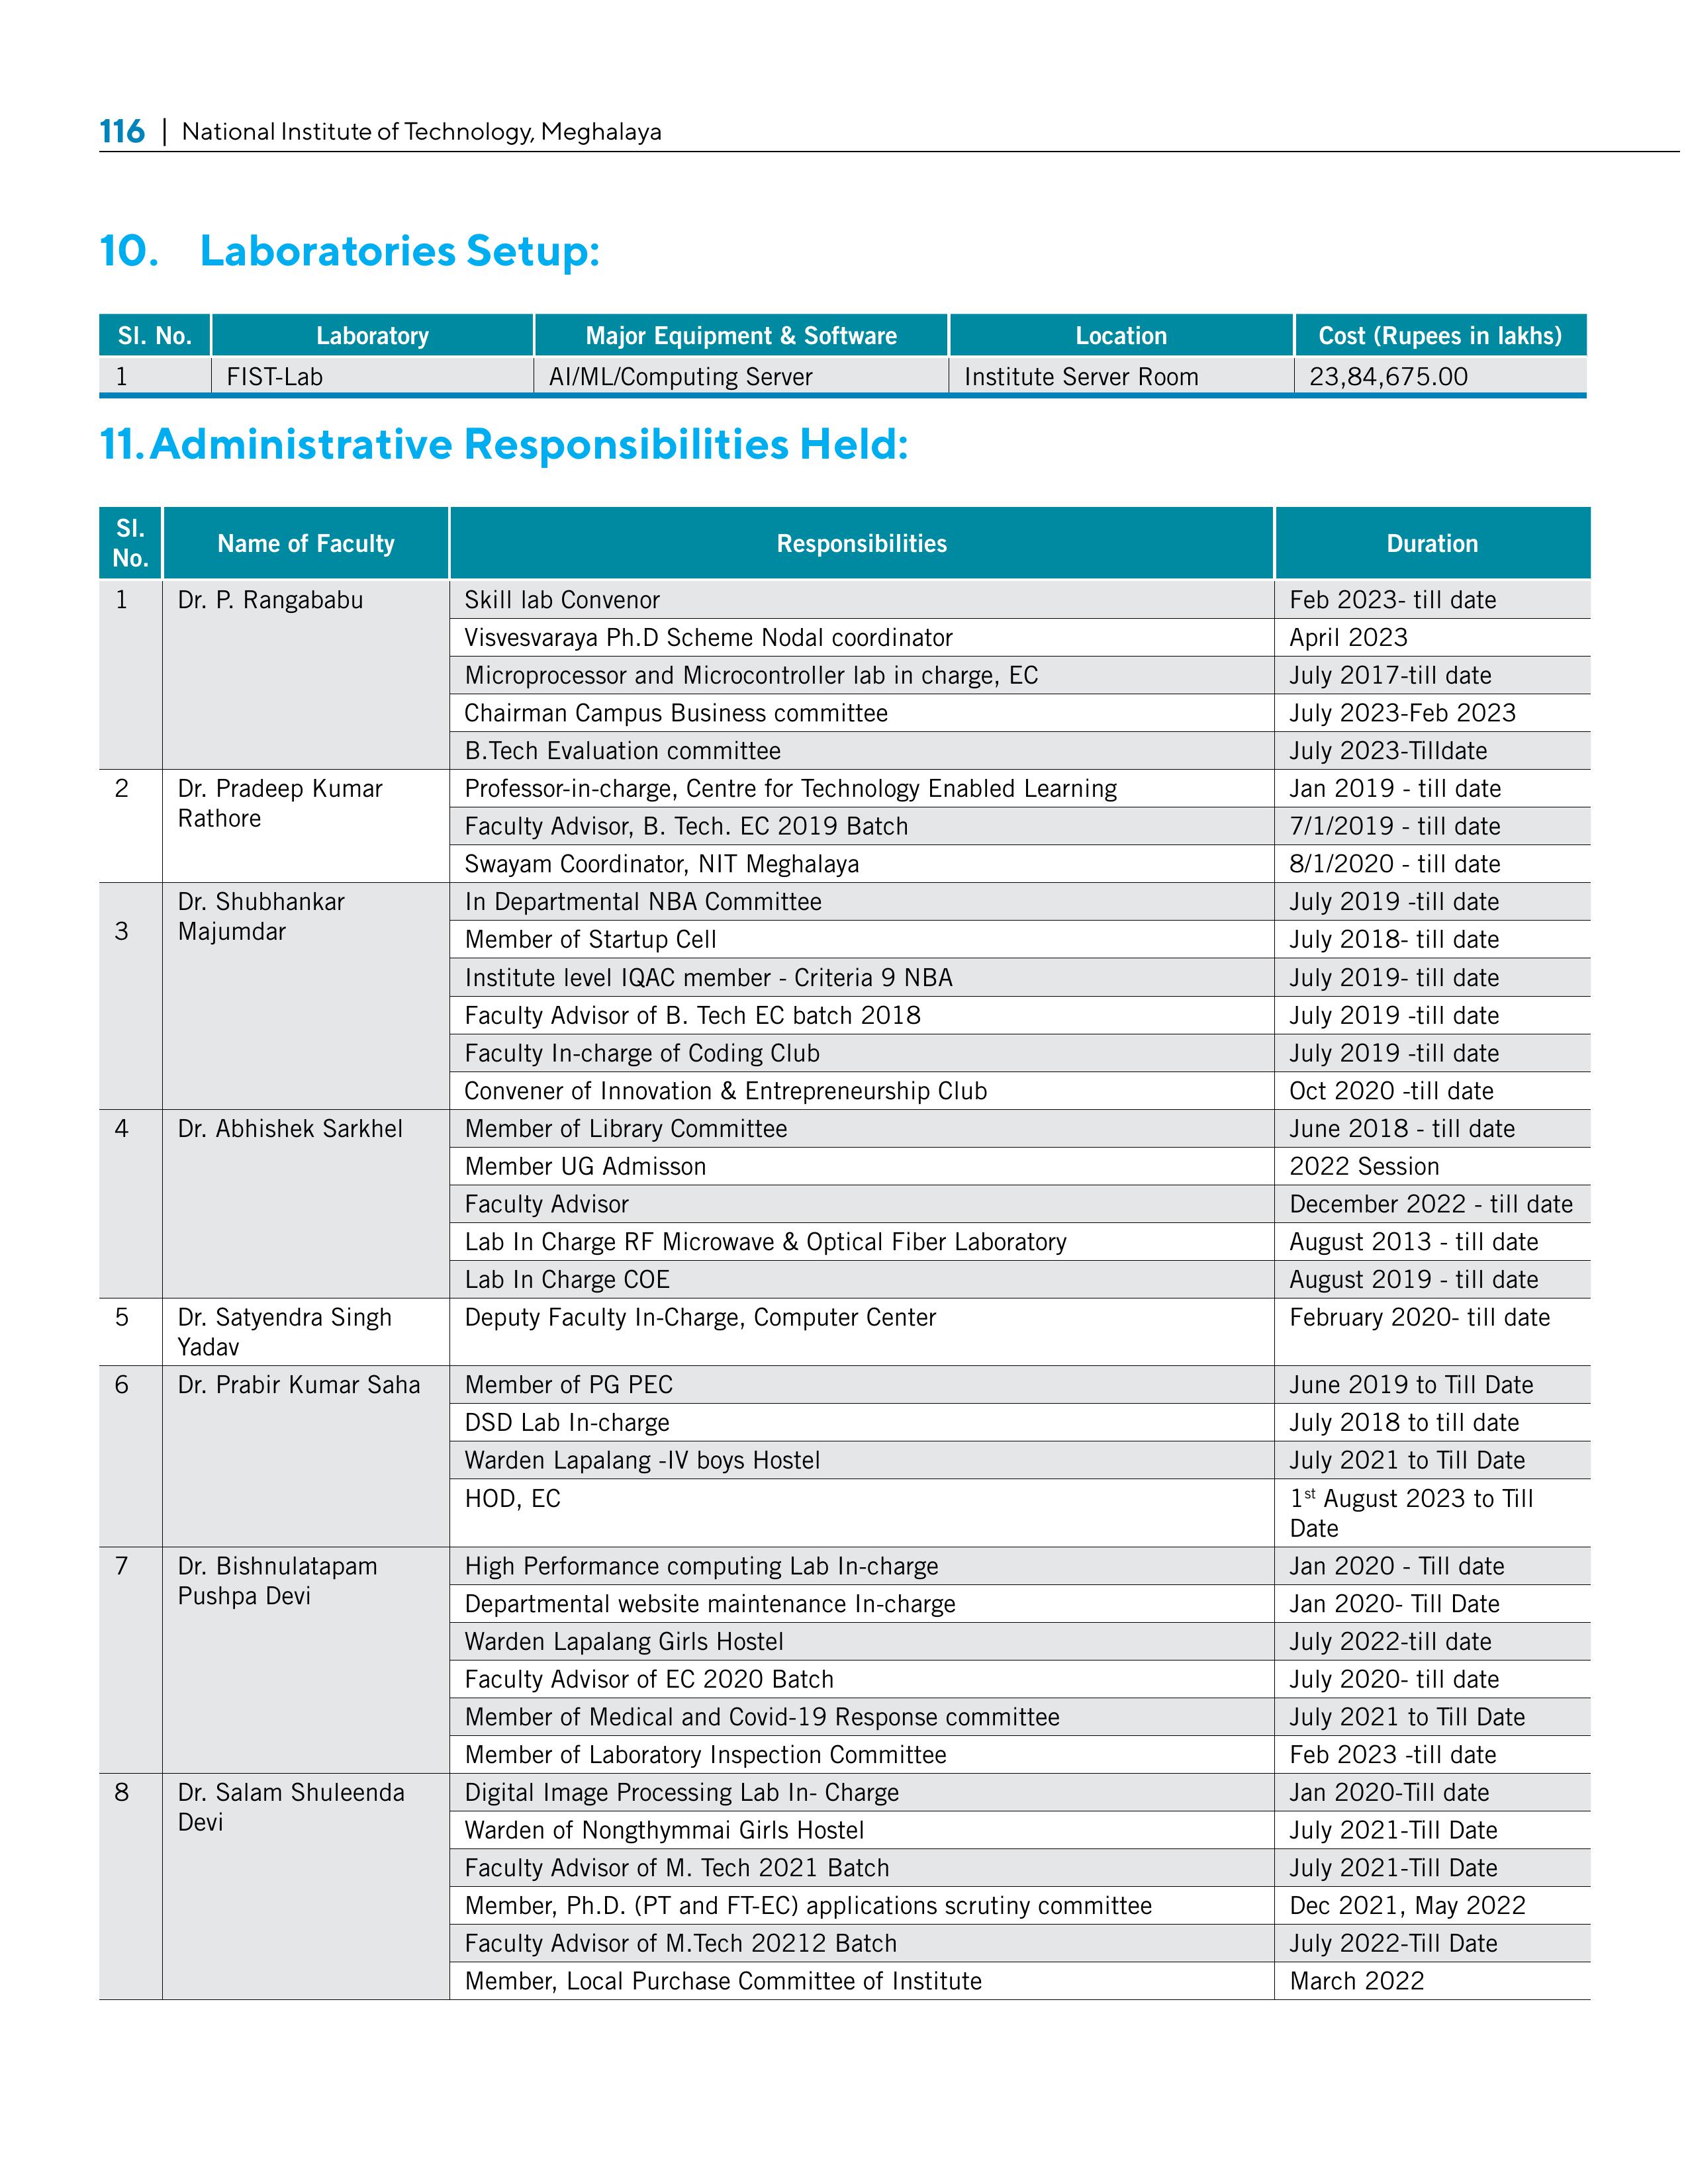 116 | National Institute of Technology, Meghalaya
10. Laboratories Setup:
Sl. No. Laboratory Major Equipment & Software Location Cost (Rupees in lakhs)
1 FIST-Lab AI/ML/Computing Server Institute Server Room 23,84,675.00
11. Administrative Responsibilities Held:
Sl. No. Name of Faculty Responsibilities Duration
1 Dr. P. Rangababu Skill lab Convenor Feb 2023- till date
Visvesvaraya Ph.D Scheme Nodal coordinator April 2023
Microprocessor and Microcontroller lab in charge, EC July 2017-till date
Chairman Campus Business committee July 2023-Feb 2023
B.Tech Evaluation committee July 2023-Tilldate
2 Dr. Pradeep Kumar Rathore Professor-in-charge, Centre for Technology Enabled Learning Jan 2019 - till date
Faculty Advisor, B. Tech. EC 2019 Batch 7/1/2019 - till date
Swayam Coordinator, NIT Meghalaya 8/1/2020 - till date
3 Dr. Shubhankar Majumdar In Departmental NBA Committee July 2019 -till date
Member of Startup Cell July 2018- till date
Institute level IQAC member - Criteria 9 NBA July 2019- till date
Faculty Advisor of B. Tech EC batch 2018 July 2019 -till date
Faculty In-charge of Coding Club July 2019 -till date
Convener of Innovation & Entrepreneurship Club Oct 2020 -till date
4 Dr. Abhishek Sarkhel Member of Library Committee June 2018 - till date
Member UG Admisson 2022 Session
Faculty Advisor December 2022 - till date
Lab In Charge RF Microwave & Optical Fiber Laboratory August 2013 - till date
Lab In Charge COE August 2019 - till date
5 Dr. Satyendra Singh Yadav Deputy Faculty In-Charge, Computer Center February 2020- till date
6 Dr. Prabir Kumar Saha Member of PG PEC June 2019 to Till Date
DSD Lab In-charge July 2018 to till date
Warden Lapalang -IV boys Hostel July 2021 to Till Date
HOD, EC 1st August 2023 to Till Date
7 Dr. Bishnulatapam Pushpa Devi High Performance computing Lab In-charge Jan 2020 - Till date
Departmental website maintenance In-charge Jan 2020- Till Date
Warden Lapalang Girls Hostel July 2022-till date
Faculty Advisor of EC 2020 Batch July 2020- till date
Member of Medical and Covid-19 Response committee July 2021 to Till Date
Member of Laboratory Inspection Committee Feb 2023 -till date
8 Dr. Salam Shuleenda Devi Digital Image Processing Lab In- Charge Jan 2020-Till date
Warden of Nongthymmai Girls Hostel July 2021-Till Date
Faculty Advisor of M. Tech 2021 Batch July 2021-Till Date
Member, Ph.D. (PT and FT-EC) applications scrutiny committee Dec 2021, May 2022
Faculty Advisor of M.Tech 20212 Batch July 2022-Till Date
Member, Local Purchase Committee of Institute March 2022